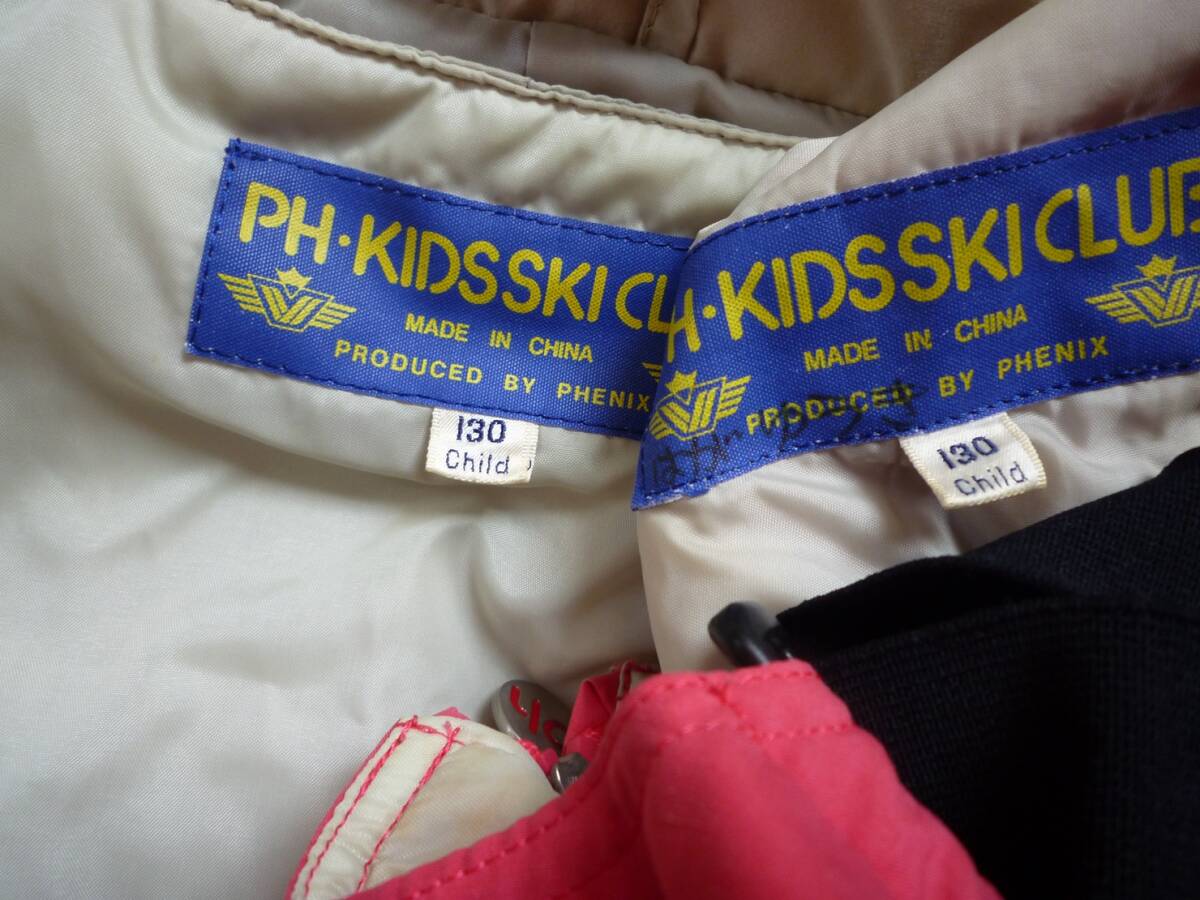 PH·KIDS SKI CL
MADE IN CHINA
PRODUCED BY PHENIX
130
Child
H·KIDS SKI CLUB
MADE IN CHINA
PRODUCED BY PHENIX
130
Child